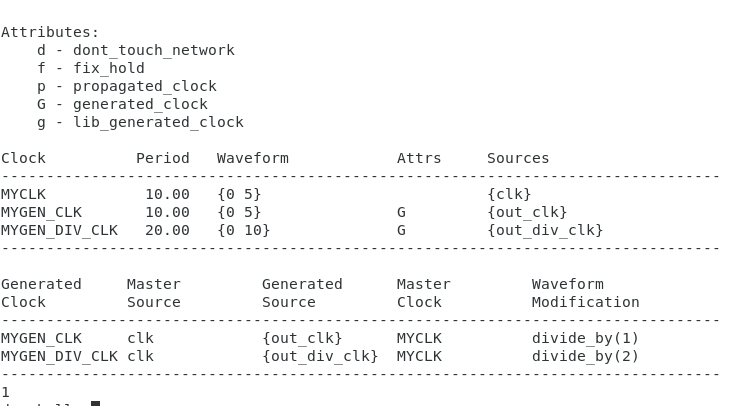 Attributes:
    d - dont_touch_network
    f - fix_hold
    p - propagated_clock
    G - generated_clock
    g - lib_generated_clock
Clock          Period   Waveform            Attrs     Sources
--------------------------------------------------------------------------------
MYCLK           10.00   {0 5}                         {clk}
MYGEN_CLK       10.00   {0 5}               G         {out_clk}
MYGEN_DIV_CLK   20.00   {0 10}              G         {out_div_clk}
--------------------------------------------------------------------------------
Generated     Master         Generated      Master         Waveform
Clock         Source         Source         Clock          Modification
--------------------------------------------------------------------------------
MYGEN_CLK     clk            {out_clk}      MYCLK          divide_by(1)
MYGEN_DIV_CLK clk            {out_div_clk}  MYCLK          divide_by(2)
--------------------------------------------------------------------------------
1